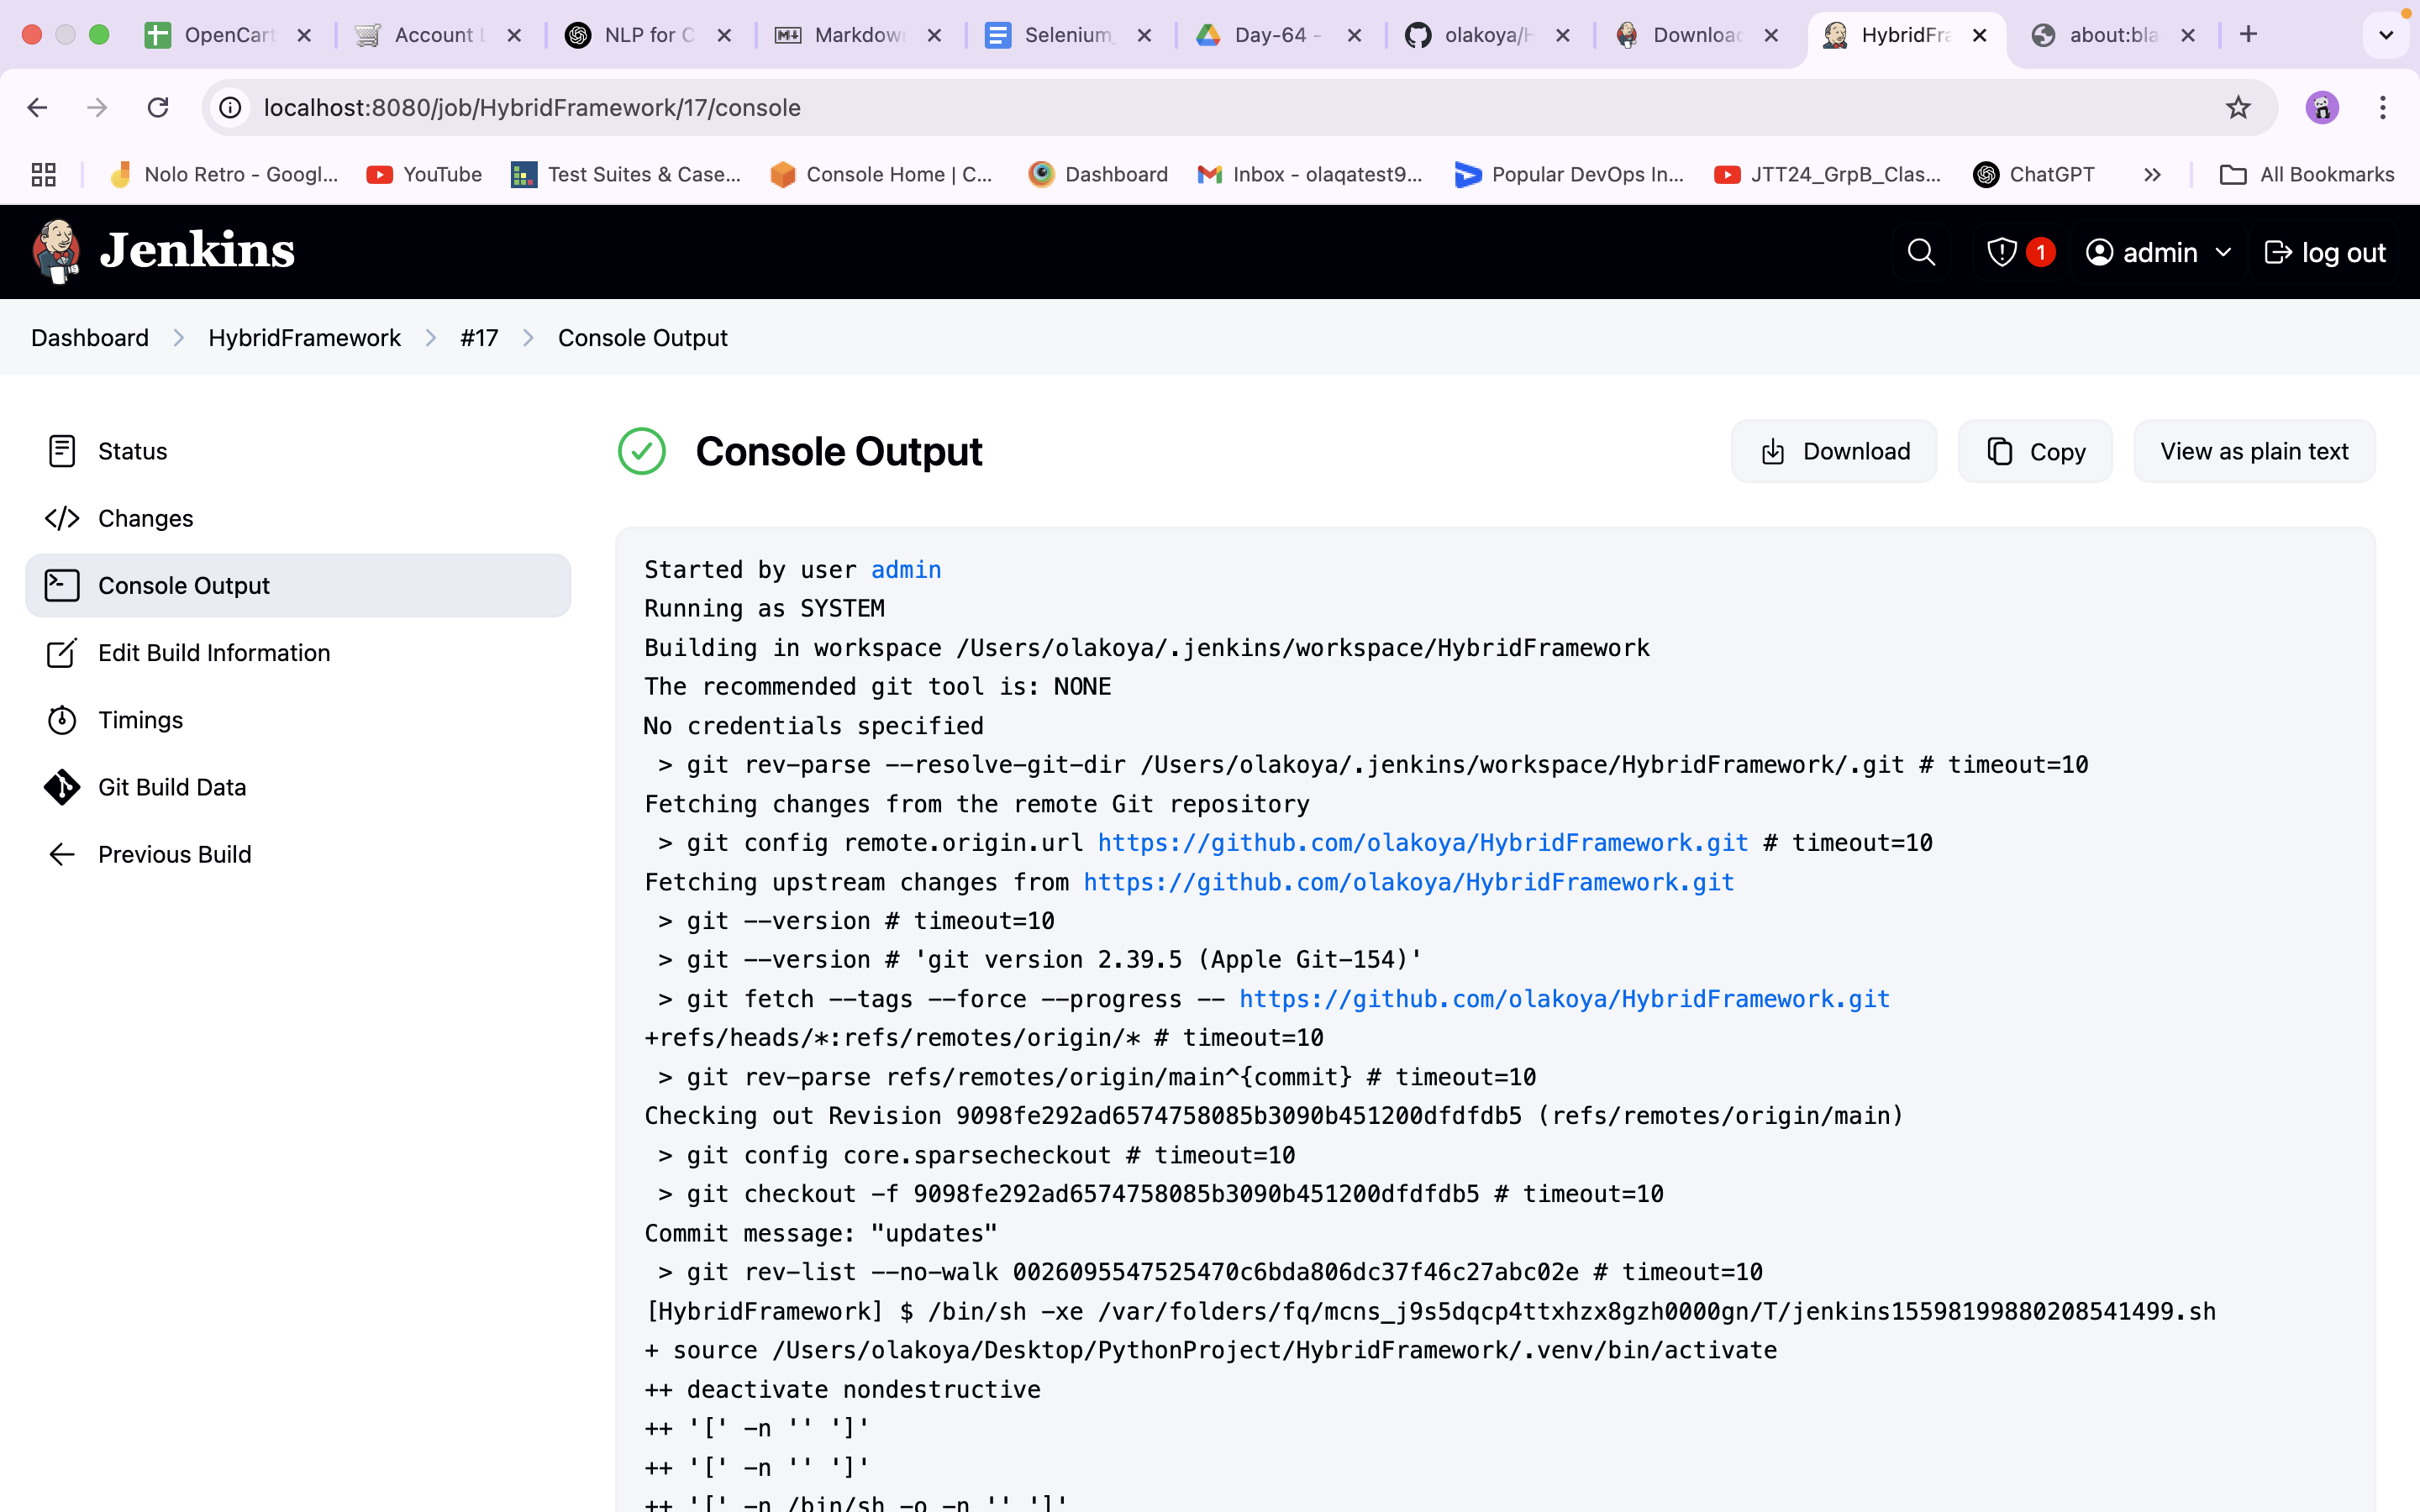 OpenCart
Account L
NLP for C
Markdow
Selenium_
Day-64 -
olakoya/H
Download
HybridFra
about:bla
localhost:8080/job/HybridFramework/17/console
Nolo Retro - Googl...
YouTube
Test Suites & Case...
Console Home | C...
Dashboard
Inbox - olaqatest9...
Popular DevOps In...
JTT24_GrpB_Clas...
ChatGPT
All Bookmarks
Jenkins
1
admin
log out
Dashboard
HybridFramework
#17
Console Output
Status
Changes
Console Output
Edit Build Information
Timings
Git Build Data
Previous Build
Console Output
Download
Copy
View as plain text
Started by user admin
Running as SYSTEM
Building in workspace /Users/olakoya/.jenkins/workspace/HybridFramework
The recommended git tool is: NONE
No credentials specified
 > git rev-parse --resolve-git-dir /Users/olakoya/.jenkins/workspace/HybridFramework/.git # timeout=10
Fetching changes from the remote Git repository
 > git config remote.origin.url https://github.com/olakoya/HybridFramework.git # timeout=10
Fetching upstream changes from https://github.com/olakoya/HybridFramework.git
 > git --version # timeout=10
 > git --version # 'git version 2.39.5 (Apple Git-154)'
 > git fetch --tags --force --progress -- https://github.com/olakoya/HybridFramework.git
+refs/heads/*:refs/remotes/origin/* # timeout=10
 > git rev-parse refs/remotes/origin/main^{commit} # timeout=10
Checking out Revision 9098fe292ad6574758085b3090b451200dfdfdb5 (refs/remotes/origin/main)
 > git config core.sparsecheckout # timeout=10
 > git checkout -f 9098fe292ad6574758085b3090b451200dfdfdb5 # timeout=10
Commit message: "updates"
 > git rev-list --no-walk 0026095547525470c6bda806dc37f46c27abc02e # timeout=10
[HybridFramework] $ /bin/sh -xe /var/folders/fq/mcns_j9s5dqcp4ttxhzx8gzh0000gn/T/jenkins15598199880208541499.sh
+ source /Users/olakoya/Desktop/PythonProject/HybridFramework/.venv/bin/activate
++ deactivate nondestructive
++ '[' -n '' ']'
++ '[' -n '' ']'
++ '[' -n /bin/sh -o -n '' ']'